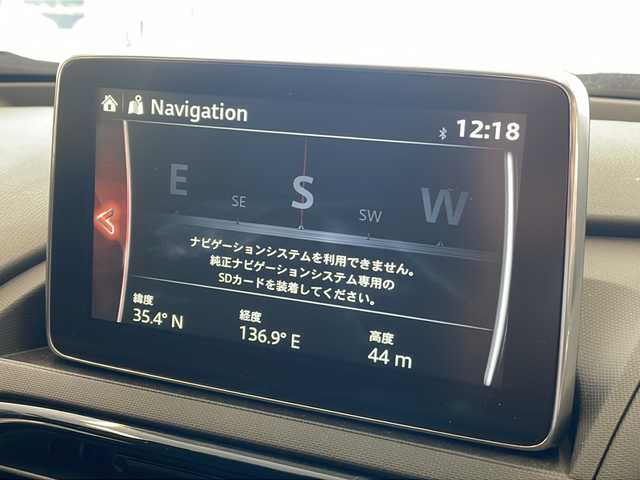 Navigation
12:18
E SE S SW W
ナビゲーションシステムを利用できません。
純正ナビゲーションシステム専用の
SDカードを装着してください。
緯度 経度 高度
35.4° N 136.9° E 44 m